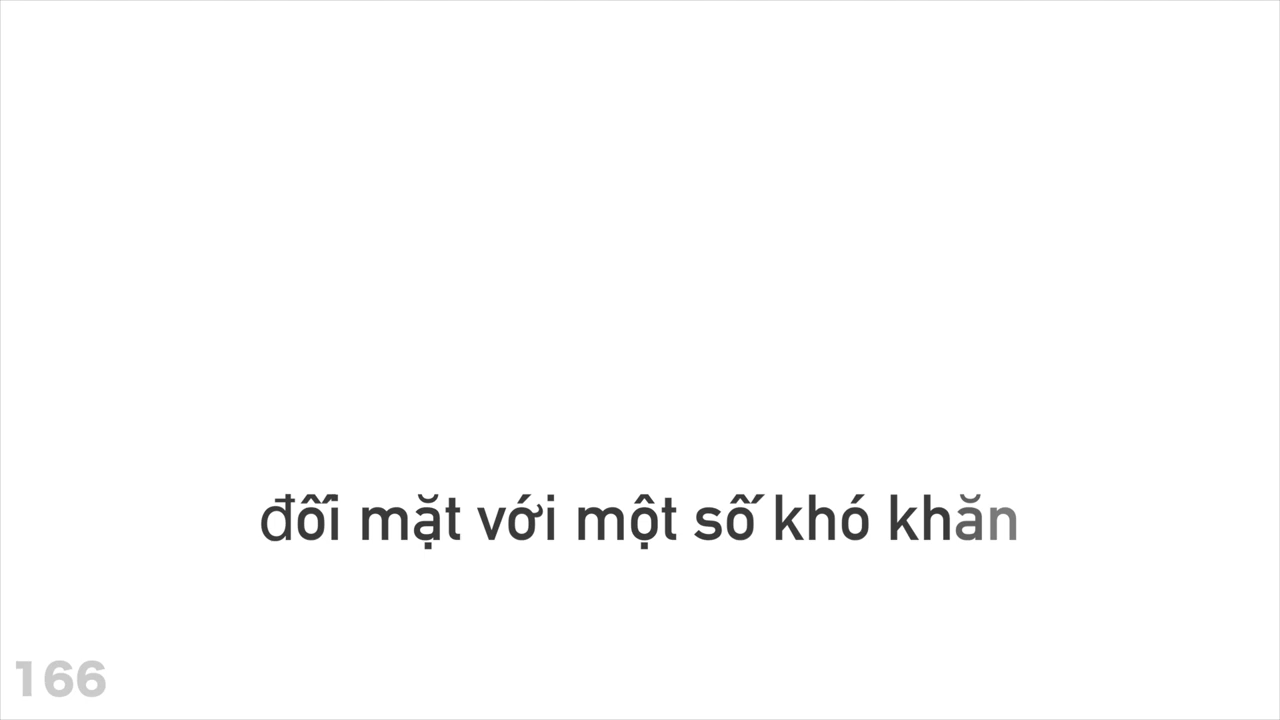 đối mặt với một số khó khăn
166